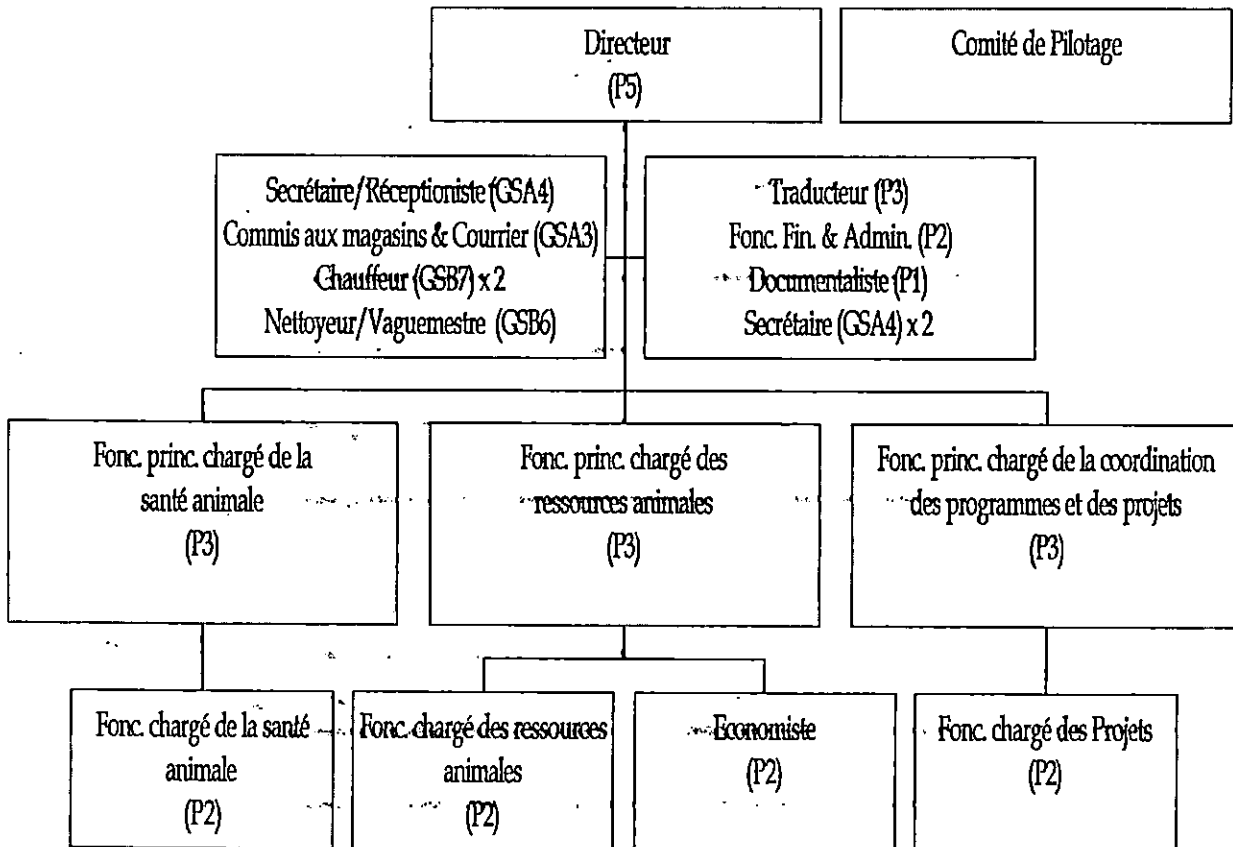 Directeur
(P5)
Comité de Pilotage
Secrétaire/Réceptioniste (GSA4)
Commis aux magasins & Courrier (GSA3)
Chauffeur (GSB7) x 2
Nettoyeur/Vaguemestre (GSB6)
Traducteur (P3)
Fonc. Fin. & Admin. (P2)
Documentaliste (P1)
Secrétaire (GSA4) x 2
Fonc. princ. chargé de la
santé animale
(P3)
Fonc. princ. chargé des
ressources animales
(P3)
Fonc. princ. chargé de la coordination
des programmes et des projets
(P3)
Fonc. chargé de la santé
animale
(P2)
Fonc. chargé des ressources
animales
(P2)
Economiste
(P2)
Fonc. chargé des Projets
(P2)